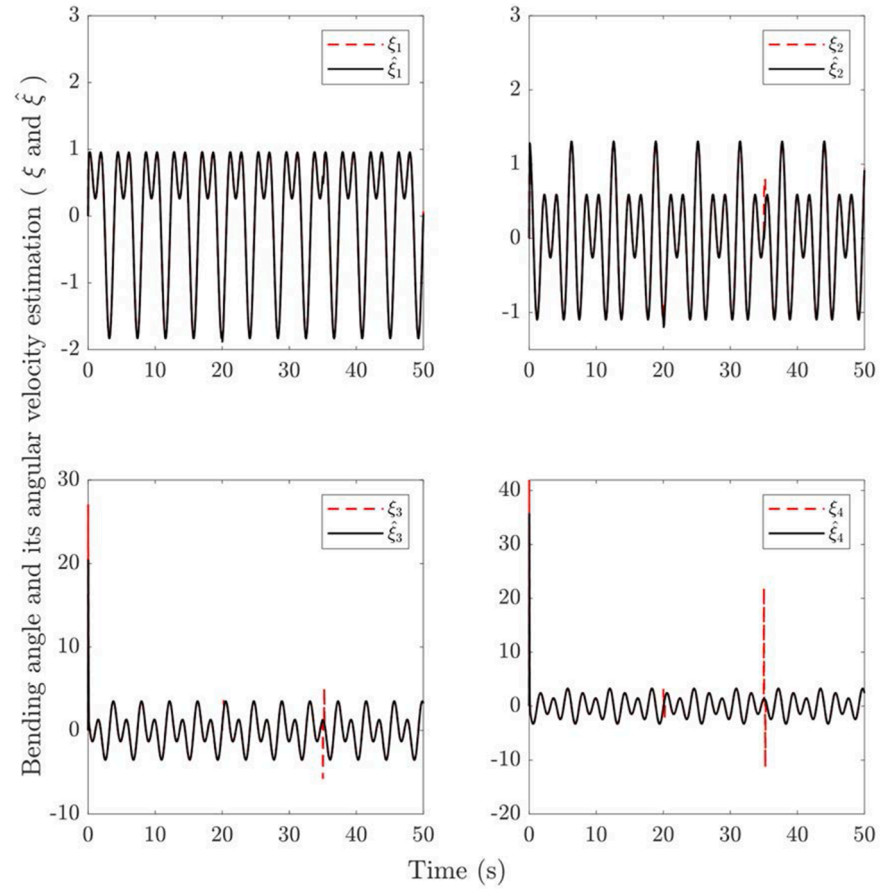 Bending angle and its angular velocity estimation ( ξ and ξ̂ )
3
2
1
0
-1
-2
0 10 20 30 40 50
ξ₁
ξ̂₁
3
2
1
0
-1
0 10 20 30 40 50
ξ₂
ξ̂₂
30
20
10
0
-10
0 10 20 30 40 50
ξ₃
ξ̂₃
40
30
20
10
0
-10
-20
0 10 20 30 40 50
ξ₄
ξ̂₄
Time (s)